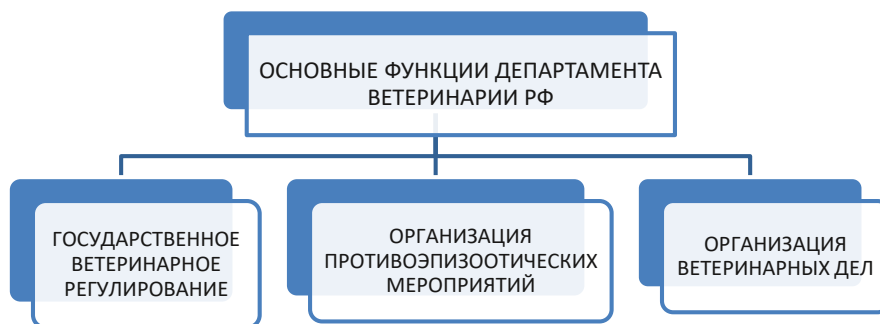 ОСНОВНЫЕ ФУНКЦИИ ДЕПАРТАМЕНТА
ВЕТЕРИНАРИИ РФ
ГОСУДАРСТВЕННОЕ
ВЕТЕРИНАРНОЕ
РЕГУЛИРОВАНИЕ
ОРГАНИЗАЦИЯ
ПРОТИВОЭПИЗООТИЧЕСКИХ
МЕРОПРИЯТИЙ
ОРГАНИЗАЦИЯ
ВЕТЕРИНАРНЫХ ДЕЛ